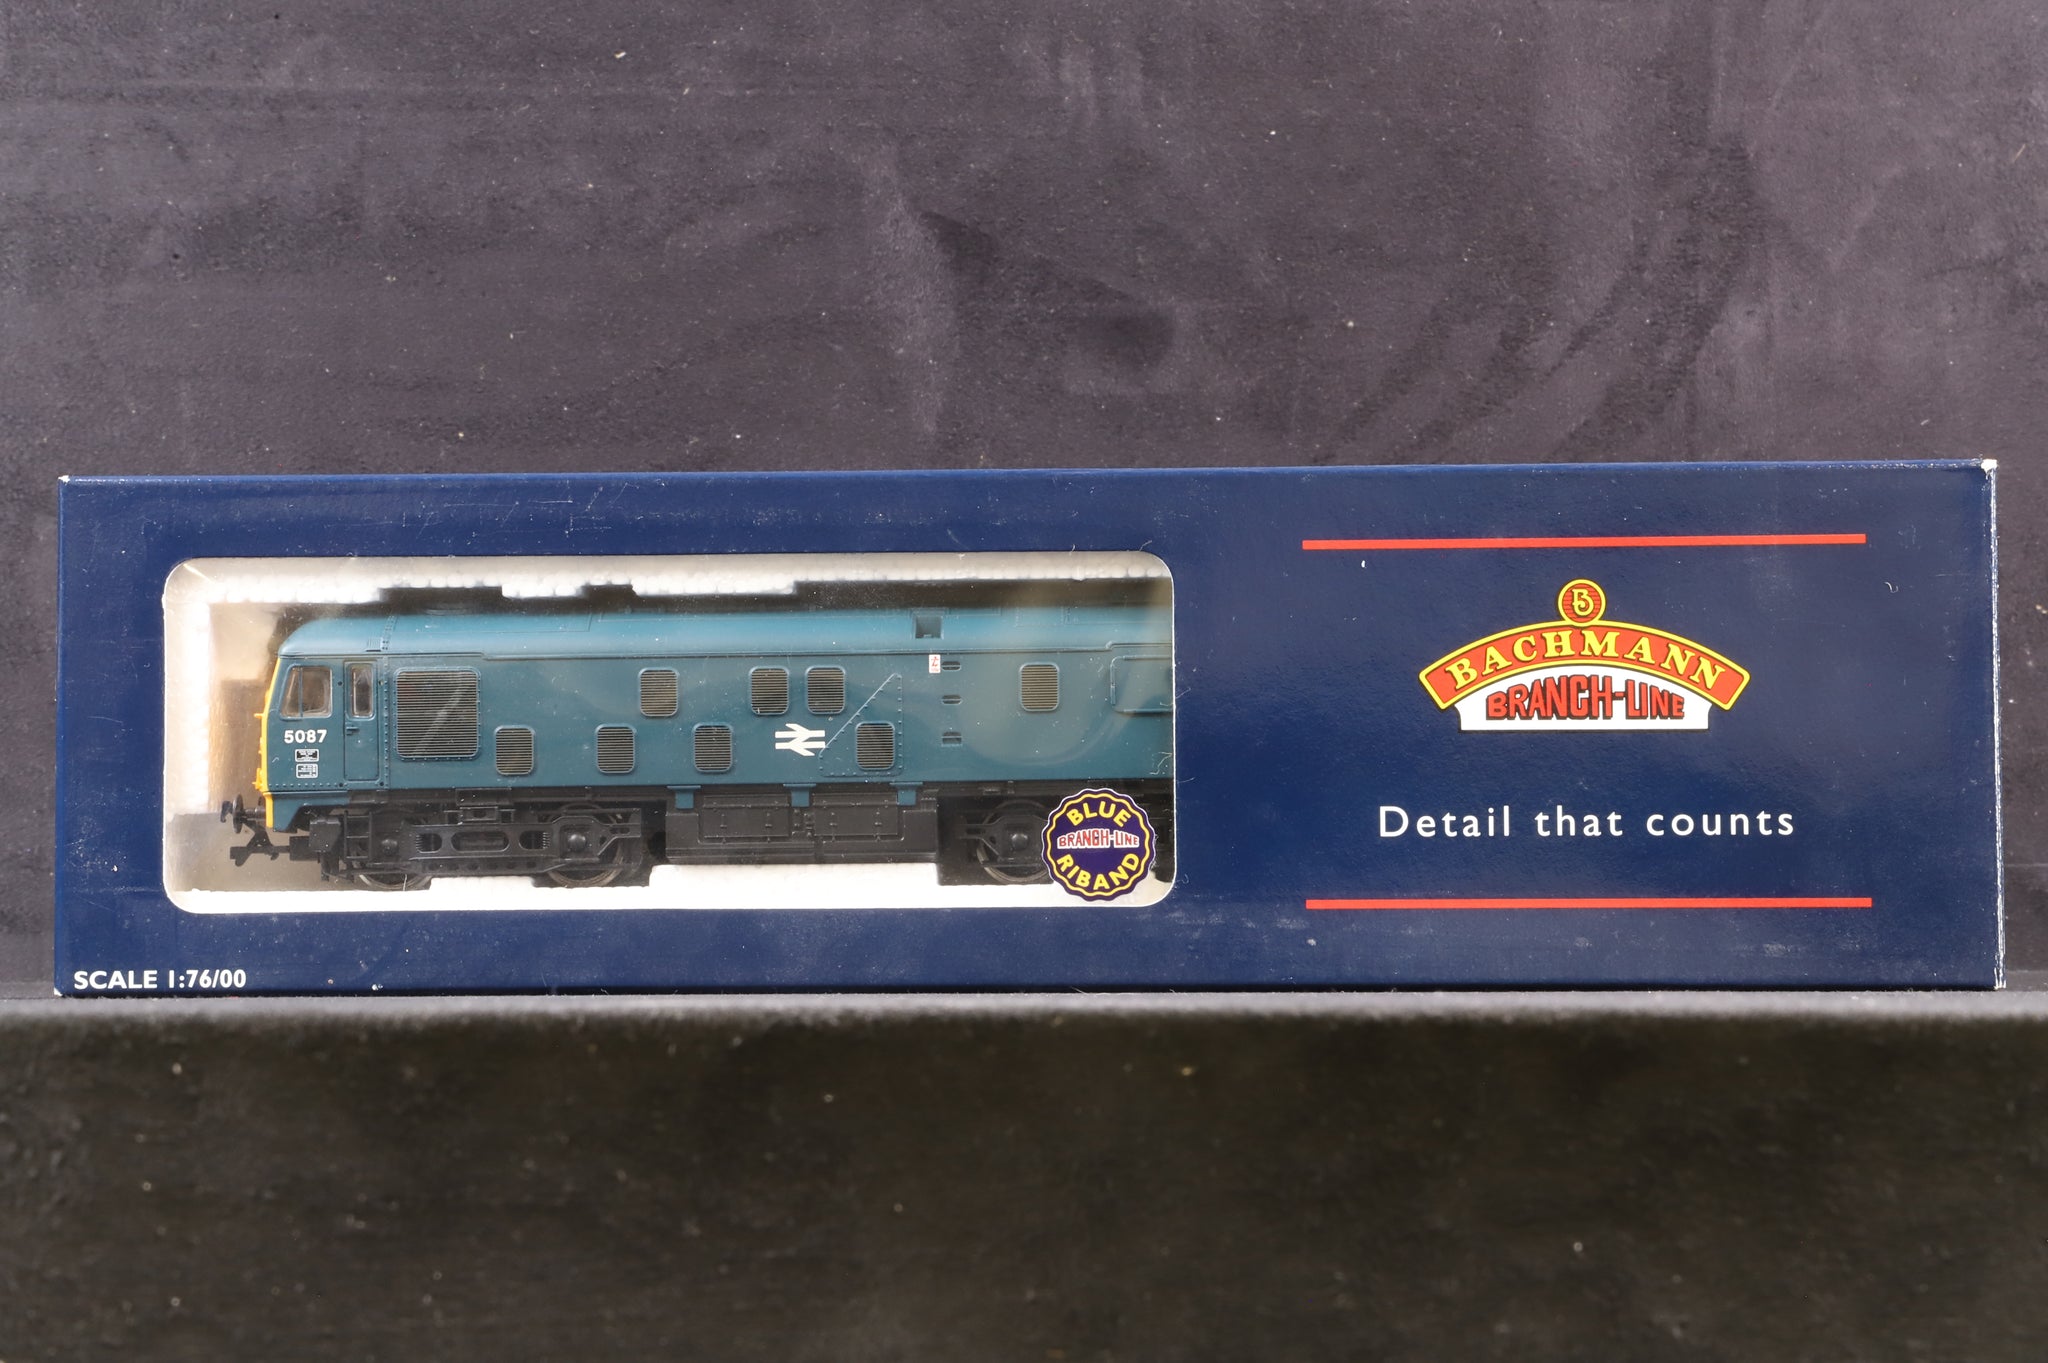 5087
BLUE
BRANCH-LINE
RIBAND
SCALE 1:76/00
B
BACHMANN
BRANCH-LINE
Detail that counts